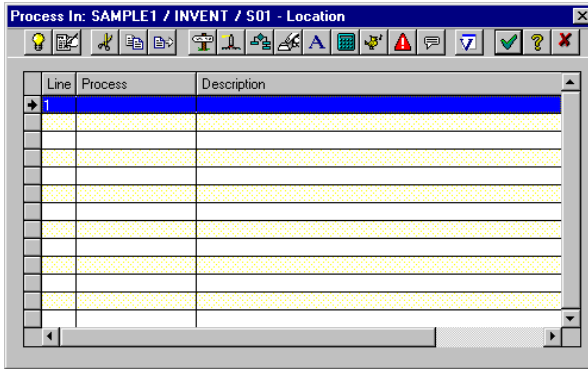 Process In: SAMPLE1 / INVENT / S01 - Location
Line Process Description
1